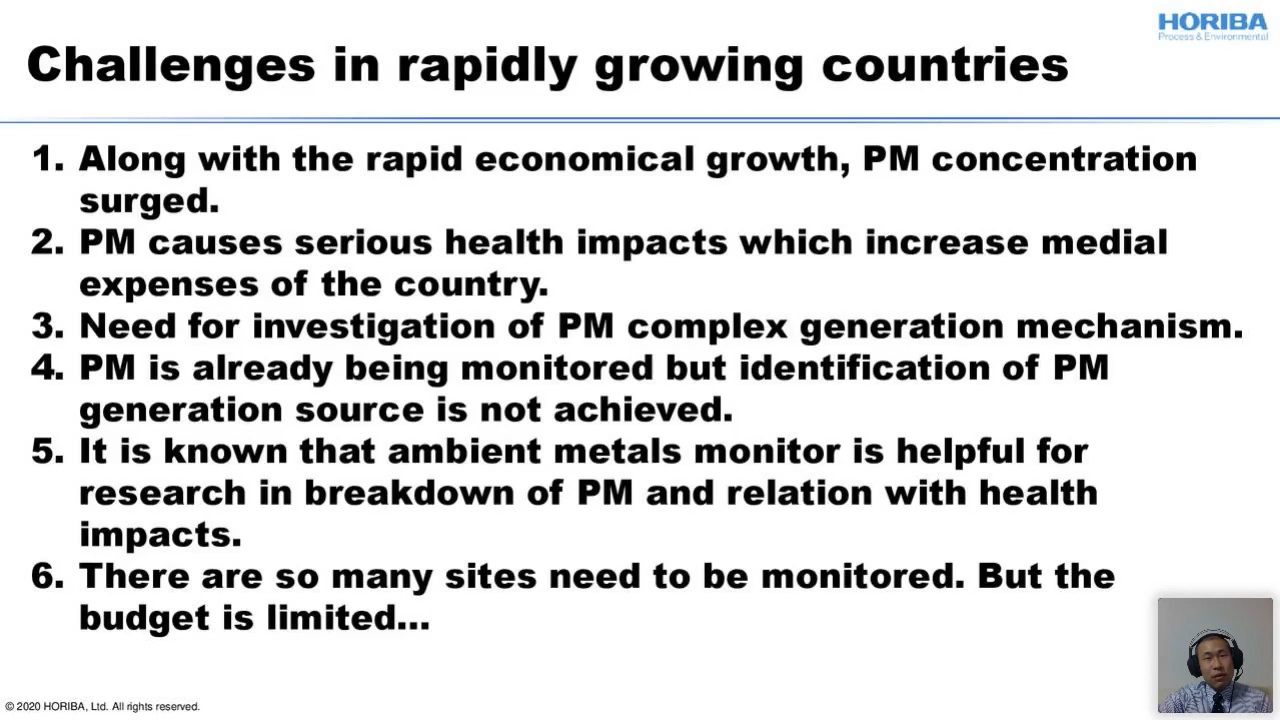 HORIBA
Process & Environmental
Challenges in rapidly growing countries
1. Along with the rapid economical growth, PM concentration
surged.
2. PM causes serious health impacts which increase medial
expenses of the country.
3. Need for investigation of PM complex generation mechanism.
4. PM is already being monitored but identification of PM
generation source is not achieved.
5. It is known that ambient metals monitor is helpful for
research in breakdown of PM and relation with health
impacts.
6. There are so many sites need to be monitored. But the
budget is limited...
© 2020 HORIBA, Ltd. All rights reserved.